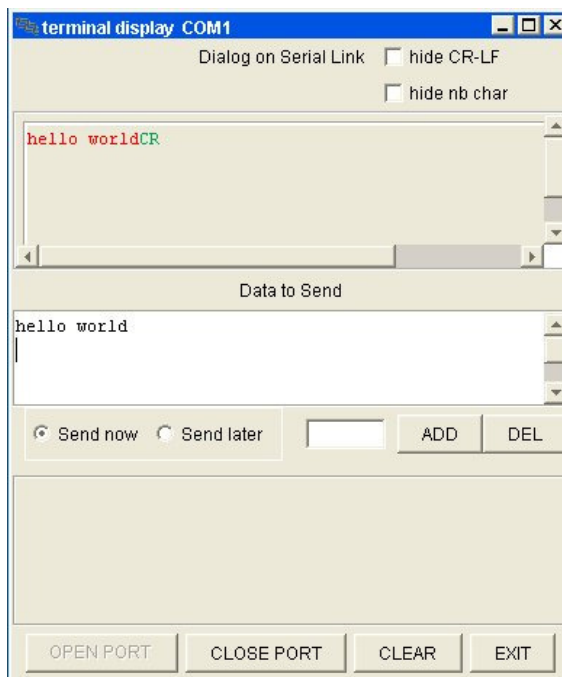 terminal display COM1
Dialog on Serial Link hide CR-LF
hide nb char
hello worldCR
Data to Send
hello world
Send now Send later ADD DEL
OPEN PORT CLOSE PORT CLEAR EXIT